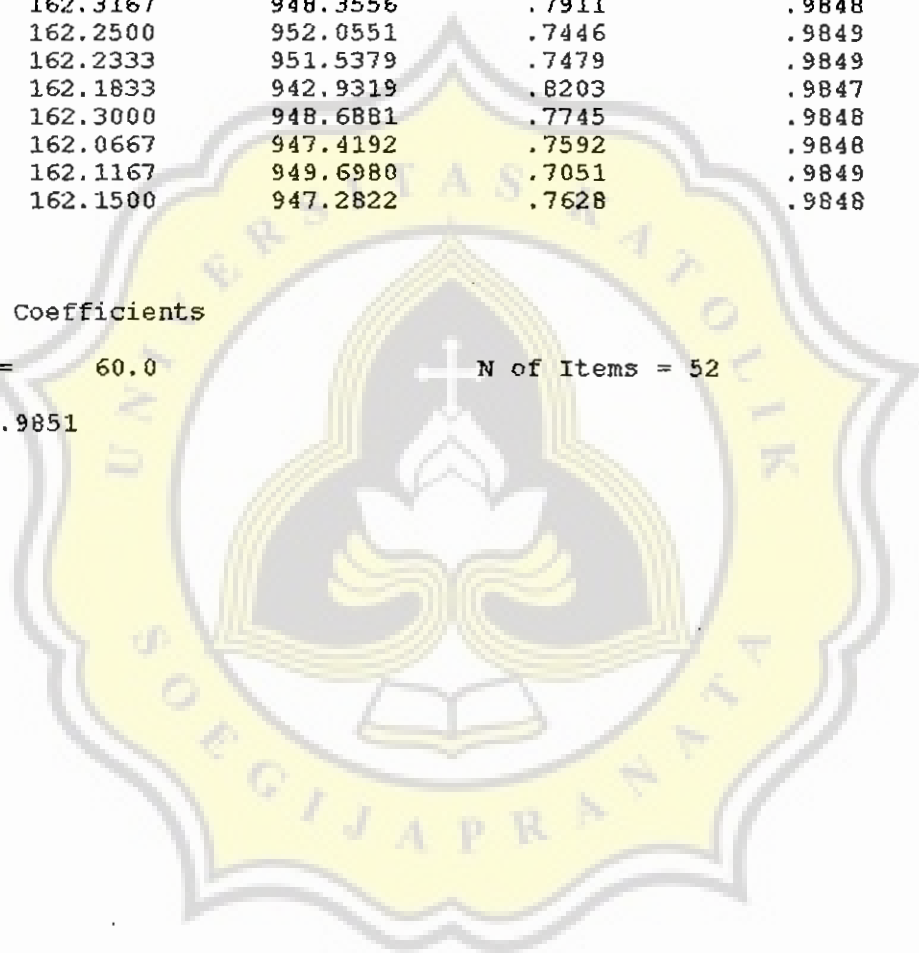 162.3167 948.3556 .7911 .9848
162.2500 952.0551 .7446 .9849
162.2333 951.5379 .7479 .9849
162.1833 942.9319 .8203 .9847
162.3000 948.6881 .7745 .9848
162.0667 947.4192 .7592 .9848
162.1167 949.6980 .7051 .9849
162.1500 947.2822 .7628 .9848
Coefficients
= 60.0 N of Items = 52
.9851
UNIVERSITAS KATOLIK
SOEGIJAPRANATA